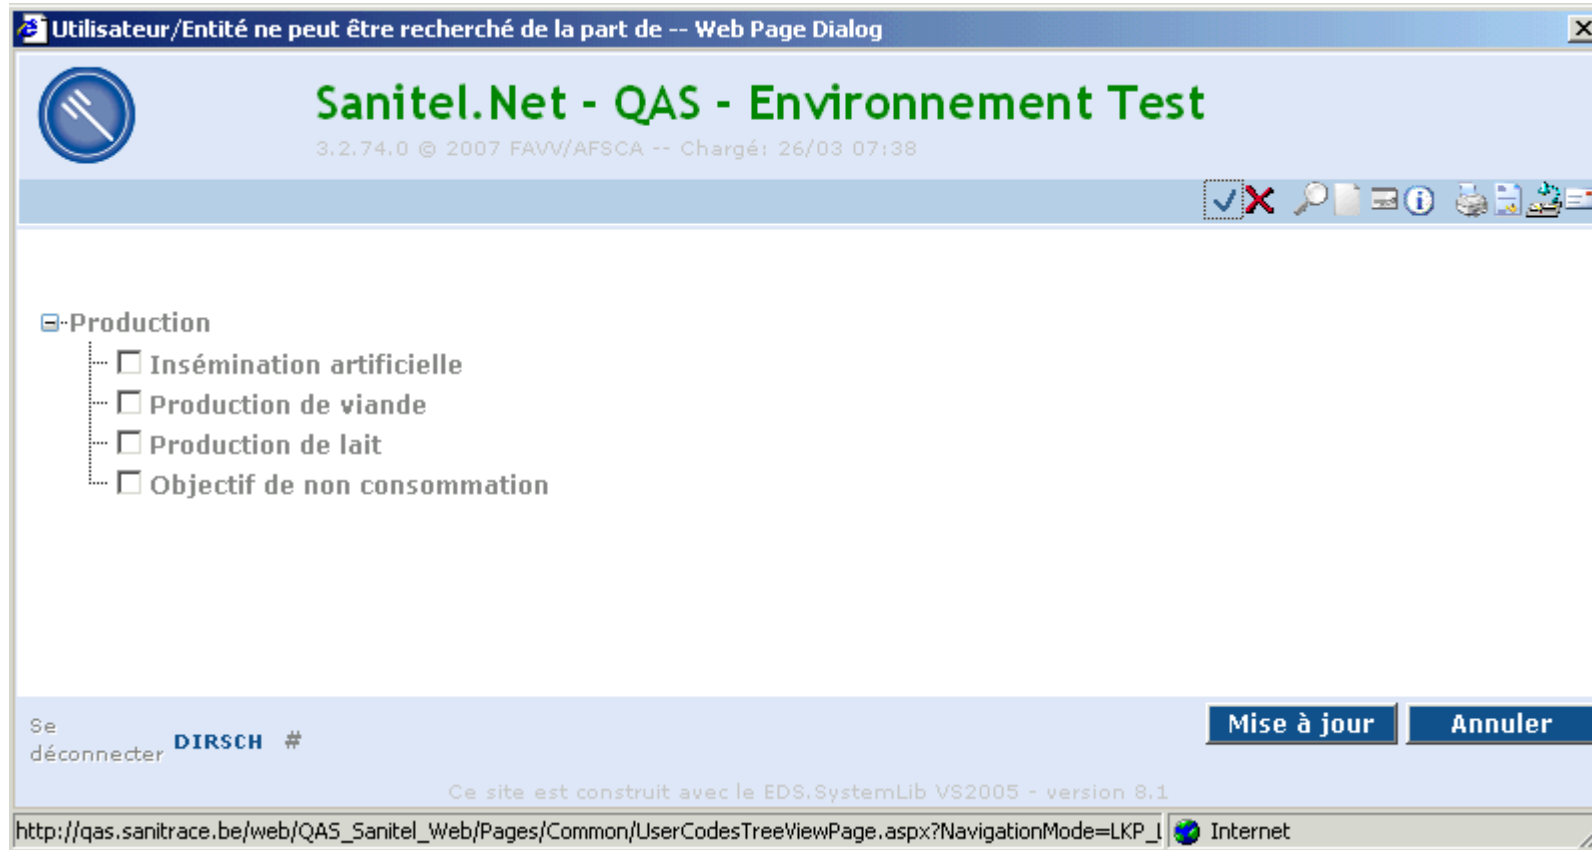 Utilisateur/Entité ne peut être recherché de la part de -- Web Page Dialog
Sanitel.Net - QAS - Environnement Test
3.2.74.0 © 2007 FAVV/AFSCA -- Chargé: 26/03 07:38
Production
Insémination artificielle
Production de viande
Production de lait
Objectif de non consommation
Se déconnecter DIRSCH #
Mise à jour Annuler
Ce site est construit avec le EDS.SystemLib VS2005 - version 8.1
http://qas.sanitrace.be/web/QAS_Sanitel_Web/Pages/Common/UserCodesTreeViewPage.aspx?NavigationMode=LKP_ Internet